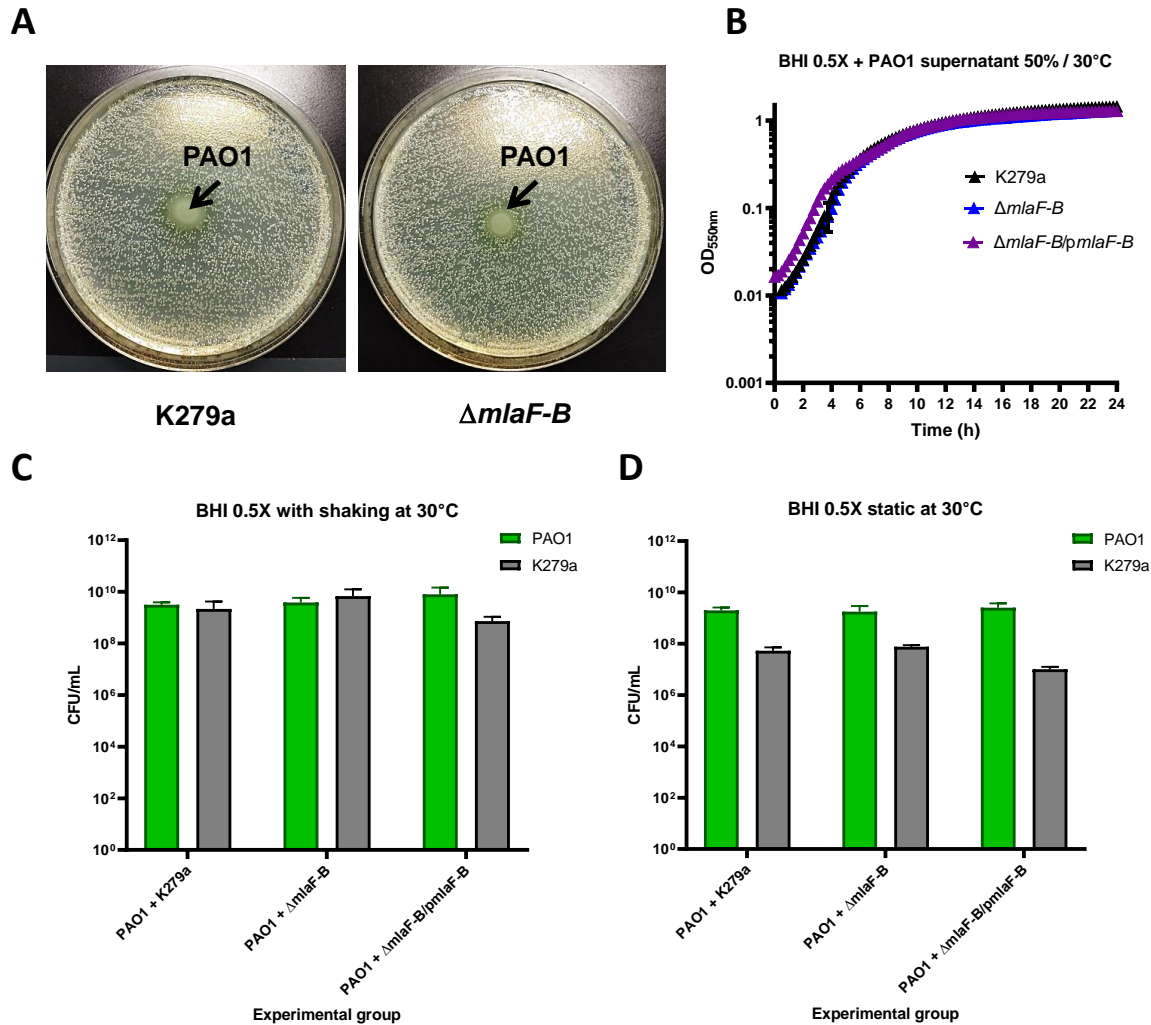 A
PAO1
PAO1
K279a
ΔmlaF-B
B
BHI 0.5X + PAO1 supernatant 50% / 30°C
OD550nm
1
0.1
0.01
0.001
K279a
ΔmlaF-B
ΔmlaF-B/pmlaF-B
0 2 4 6 8 10 12 14 16 18 20 22 24
Time (h)
C
BHI 0.5X with shaking at 30°C
PAO1
K279a
CFU/mL
10¹²
10¹⁰
10⁸
10⁶
10⁴
10²
10⁰
PAO1 + K279a
PAO1 + ΔmlaF-B
PAO1 + ΔmlaF-B/pmlaF-B
Experimental group
D
BHI 0.5X static at 30°C
PAO1
K279a
CFU/mL
10¹²
10¹⁰
10⁸
10⁶
10⁴
10²
10⁰
PAO1 + K279a
PAO1 + ΔmlaF-B
PAO1 + ΔmlaF-B/pmlaF-B
Experimental group